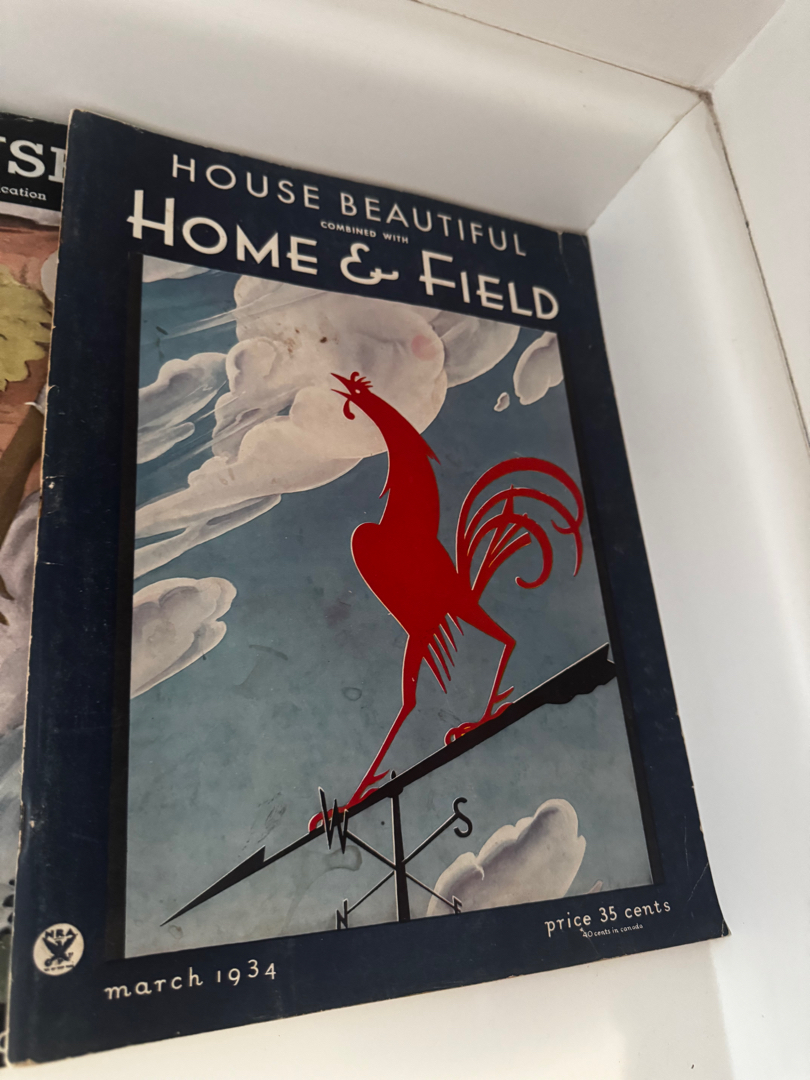 cation
HOUSE BEAUTIFUL
COMBINED WITH
HOME & FIELD
W
S
N
E
NRA
march 1934
price 35 cents
40 cents in canada